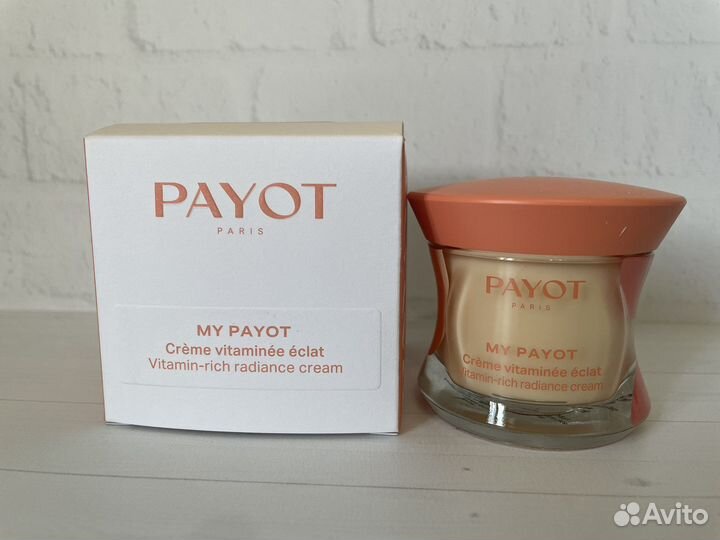 PAYOT
PARIS
MY PAYOT
Crème vitaminée éclat
Vitamin-rich radiance cream
PAYOT
PARIS
MY PAYOT
Crème vitaminée éclat
Vitamin-rich radiance cream
Avito